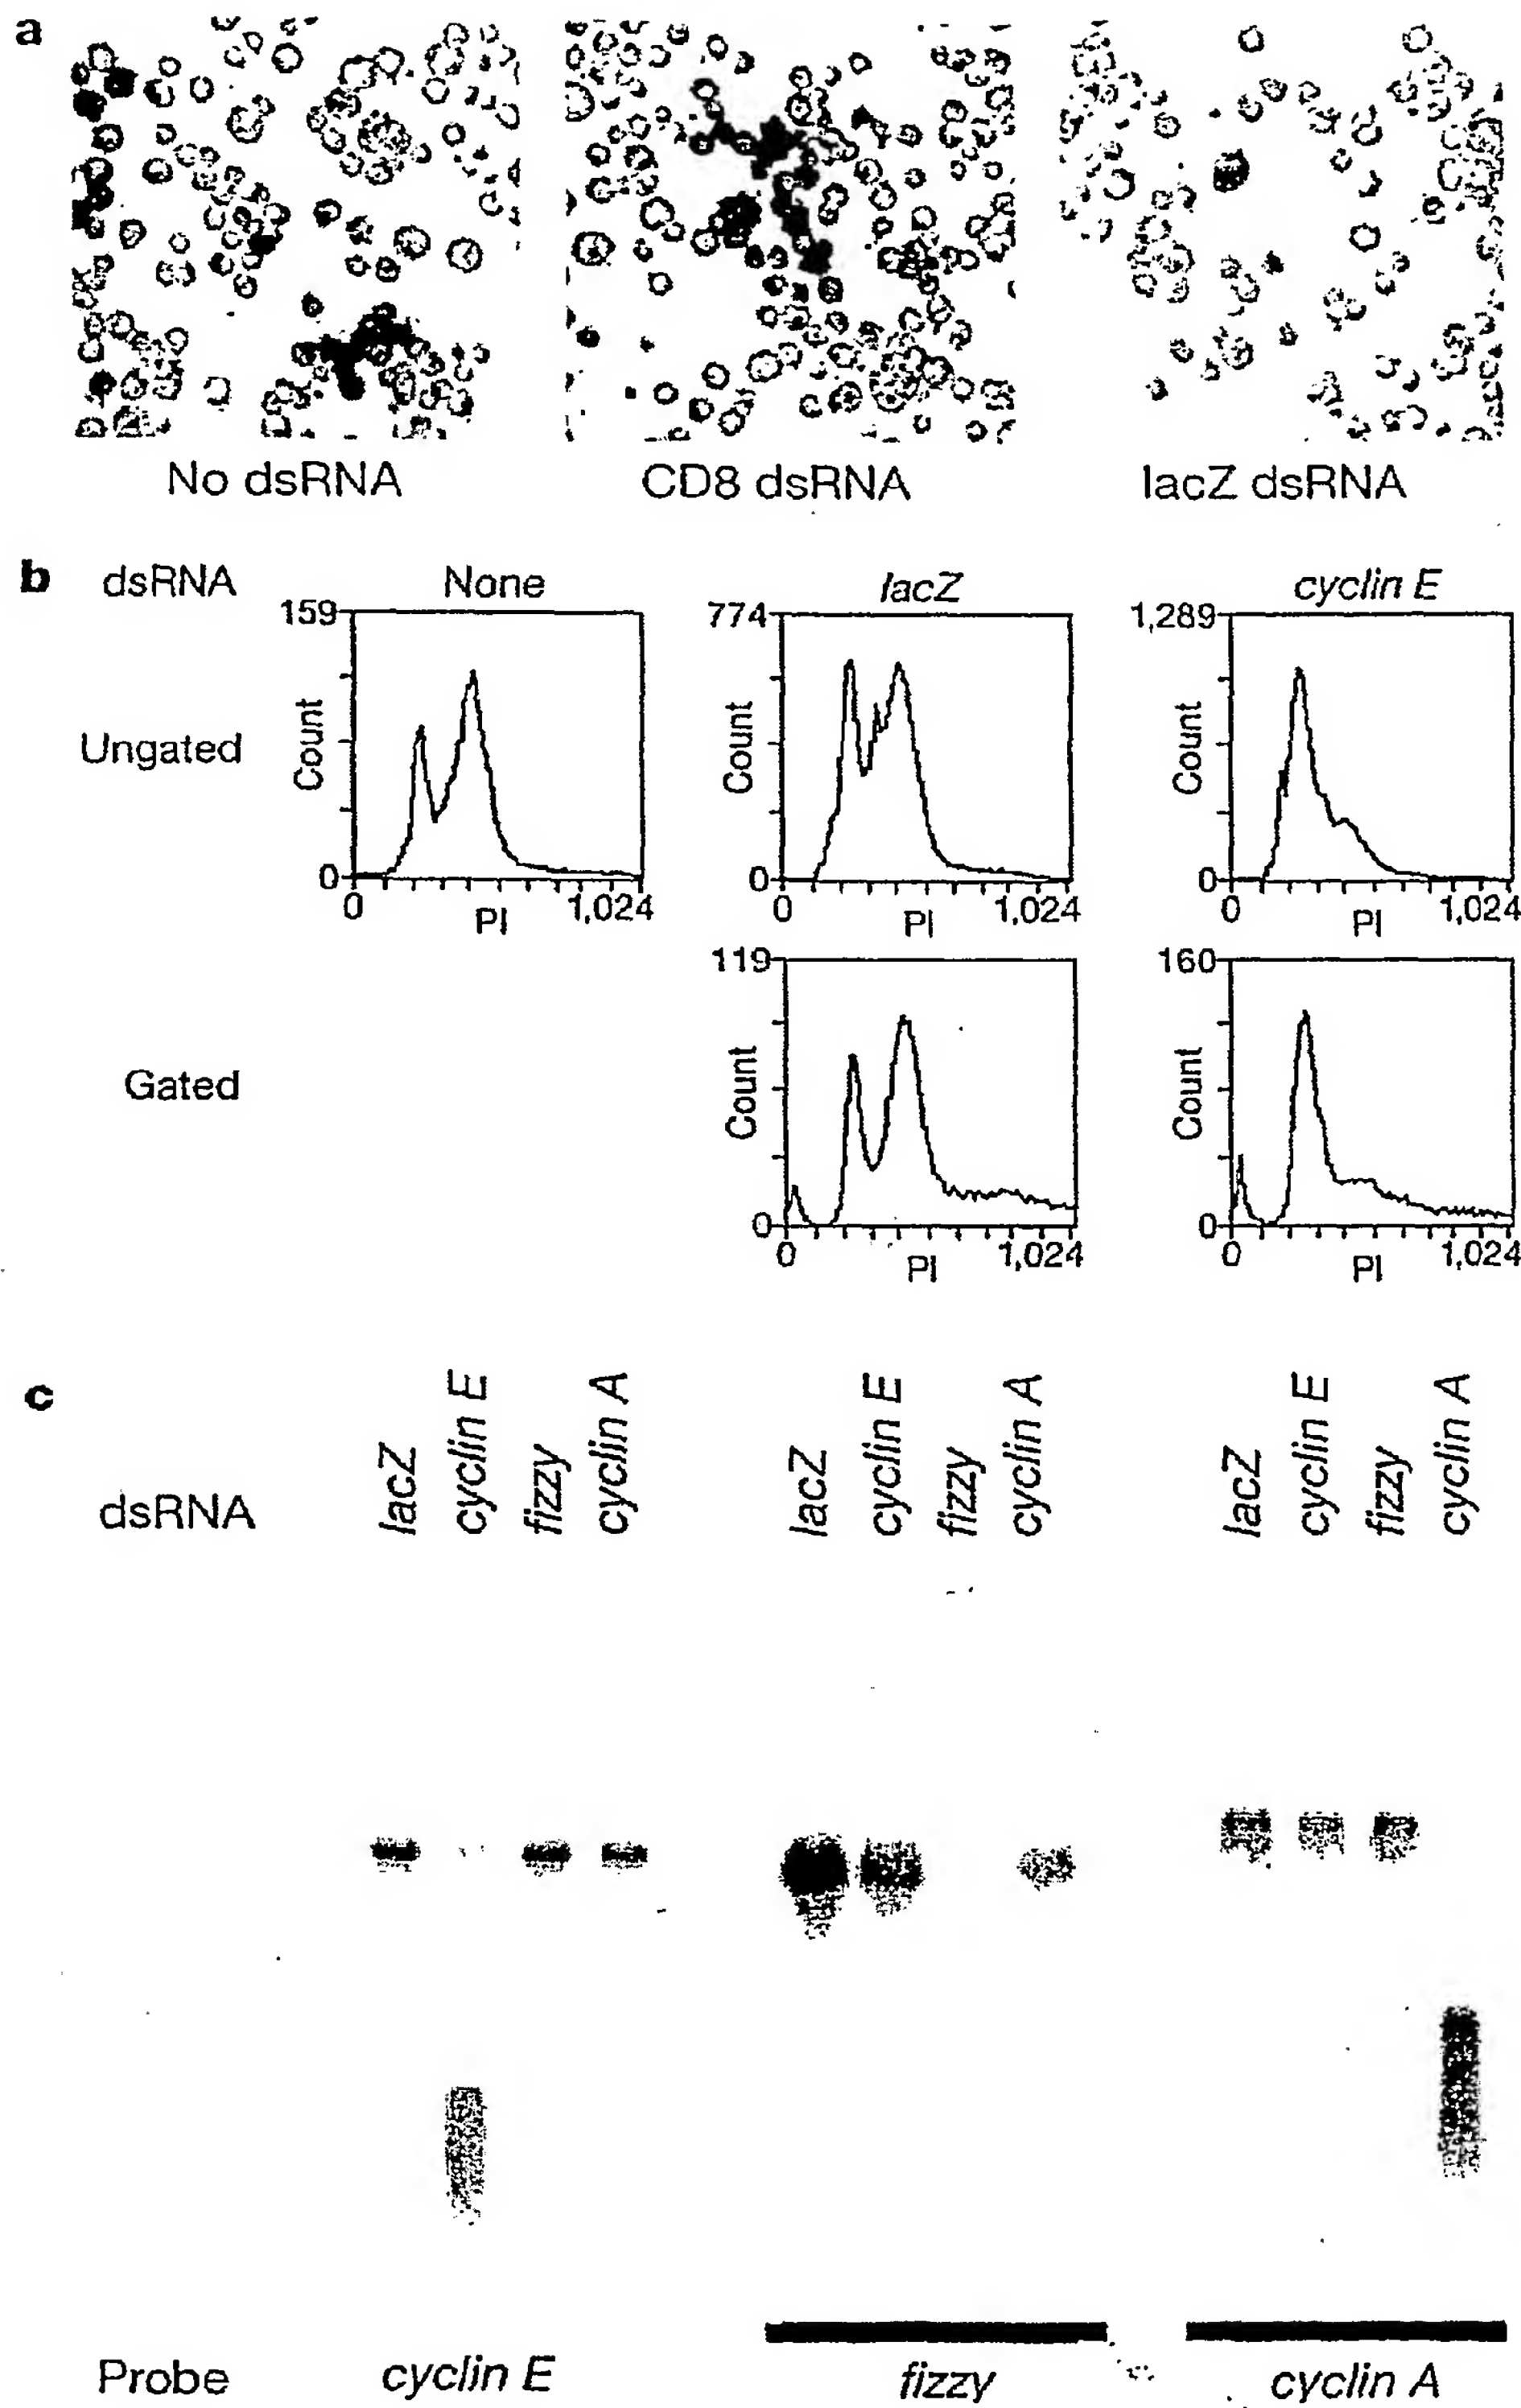 a
No dsRNA CD8 dsRNA lacZ dsRNA
b dsRNA None lacZ cyclin E
159 774 1,289
Ungated Count Count Count
0 0 0
0 PI 1,024 0 PI 1,024 0 PI 1,024
119 160
Gated Count Count
0 0
0 PI 1,024 0 PI 1,024
c
dsRNA lacZ cyclin E fizzy cyclin A lacZ cyclin E fizzy cyclin A lacZ cyclin E fizzy cyclin A
Probe cyclin E fizzy cyclin A